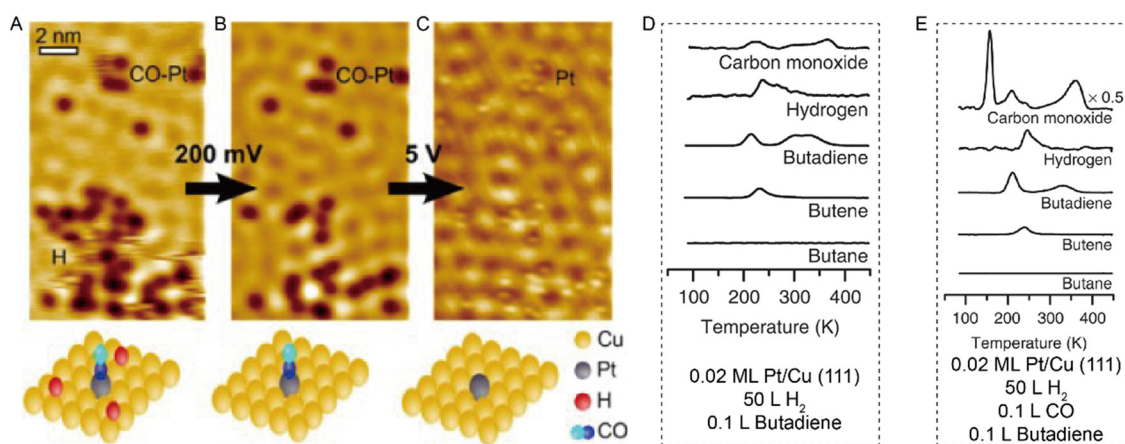 A
2 nm
CO-Pt
H
200 mV
B
CO-Pt
5 V
C
Pt
Cu
Pt
H
CO
D
Carbon monoxide
Hydrogen
Butadiene
Butene
Butane
100 200 300 400
Temperature (K)
0.02 ML Pt/Cu (111)
50 L H₂
0.1 L Butadiene
E
× 0.5
Carbon monoxide
Hydrogen
Butadiene
Butene
Butane
100 200 300 400
Temperature (K)
0.02 ML Pt/Cu (111)
50 L H₂
0.1 L CO
0.1 L Butadiene